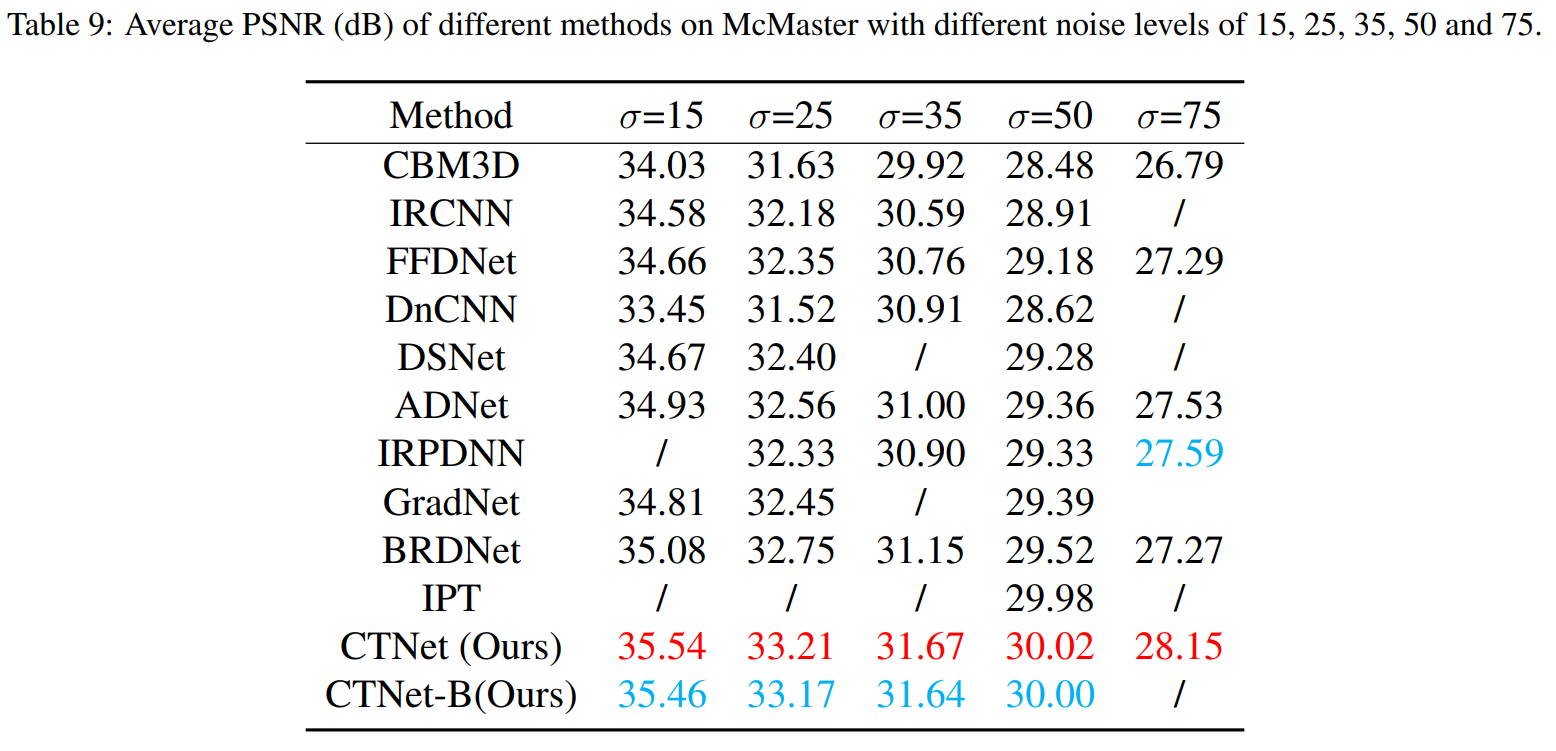 Table 9: Average PSNR (dB) of different methods on McMaster with different noise levels of 15, 25, 35, 50 and 75.
Method σ=15 σ=25 σ=35 σ=50 σ=75
CBM3D 34.03 31.63 29.92 28.48 26.79
IRCNN 34.58 32.18 30.59 28.91 /
FFDNet 34.66 32.35 30.76 29.18 27.29
DnCNN 33.45 31.52 30.91 28.62 /
DSNet 34.67 32.40 / 29.28 /
ADNet 34.93 32.56 31.00 29.36 27.53
IRPDNN / 32.33 30.90 29.33 27.59
GradNet 34.81 32.45 / 29.39
BRDNet 35.08 32.75 31.15 29.52 27.27
IPT / / / 29.98 /
CTNet (Ours) 35.54 33.21 31.67 30.02 28.15
CTNet-B(Ours) 35.46 33.17 31.64 30.00 /